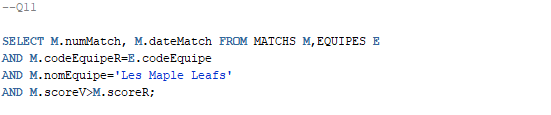 --Q11
SELECT M.numMatch, M.dateMatch FROM MATCHS M,EQUIPES E
AND M.codeEquipeR=E.codeEquipe
AND M.nomEquipe='Les Maple Leafs'
AND M.scoreV>M.scoreR;